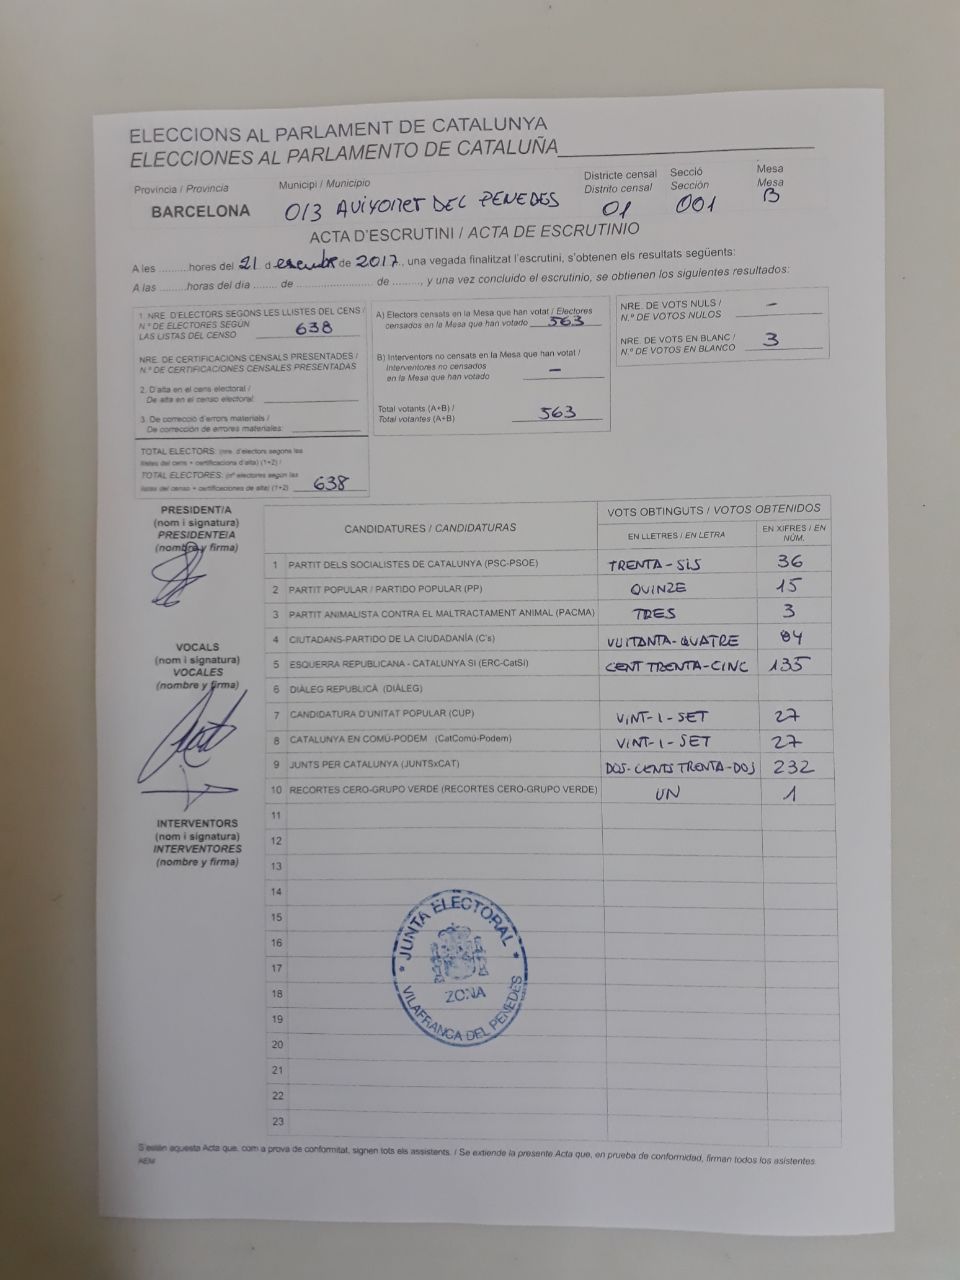 ELECCIONS AL PARLAMENT DE CATALUNYA
ELECCIONES AL PARLAMENTO DE CATALUÑA
Provincia / Provincia
BARCELONA
Municipi / Municipio
013 AVIYONET DEL PENEDES
Districte censal
Distrito censal
01
Secció
Sección
001
Mesa
Mesa
B
ACTA D'ESCRUTINI / ACTA DE ESCRUTINIO
A les .........hores del 21 d esembre de 2017.., una vegada finalitzat l'escrutini, s'obtenen els resultats següents:
A las .........horas del día ........ de ........................ de ........., y una vez concluido el escrutinio, se obtienen los siguientes resultados:
1. NRE. D'ELECTORS SEGONS LES LLISTES DEL CENS /
N.º DE ELECTORES SEGÚN
LAS LISTAS DEL CENSO
638
NRE. DE CERTIFICACIONS CENSALS PRESENTADES /
N.º DE CERTIFICACIONES CENSALES PRESENTADAS
2. D'alta en el cens electoral /
De alta en el censo electoral:
3. De correcció d'errors materials /
De corrección de errores materiales:
TOTAL ELECTORS: (nre. d'electors segons les
llistes del cens + certificacions d'alta) (1+2) /
TOTAL ELECTORES: (nº electores según las
listas del censo + certificaciones de alta) (1+2)
638
A) Electors censats en la Mesa que han votat / Electores
censados en la Mesa que han votado 563
B) Interventors no censats en la Mesa que han votat /
Interventores no censados
en la Mesa que han votado –
Total votants (A+B) /
Total votantes (A+B)
563
NRE. DE VOTS NULS /
N.º DE VOTOS NULOS
–
NRE. DE VOTS EN BLANC /
N.º DE VOTOS EN BLANCO
3
PRESIDENT/A
(nom i signatura)
PRESIDENTE/A
(nombre y firma)
VOCALS
(nom i signatura)
VOCALES
(nombre y firma)
INTERVENTORS
(nom i signatura)
INTERVENTORES
(nombre y firma)
CANDIDATURES / CANDIDATURAS
VOTS OBTINGUTS / VOTOS OBTENIDOS
EN LLETRES / EN LETRA
EN XIFRES / EN
NÚM.
1 PARTIT DELS SOCIALISTES DE CATALUNYA (PSC-PSOE) TRENTA-SIS 36
2 PARTIT POPULAR / PARTIDO POPULAR (PP) QUINZE 15
3 PARTIT ANIMALISTA CONTRA EL MALTRACTAMENT ANIMAL (PACMA) TRES 3
4 CIUTADANS-PARTIDO DE LA CIUDADANÍA (C's) VUITANTA-QUATRE 84
5 ESQUERRA REPUBLICANA - CATALUNYA SI (ERC-CatSí) CENT TRENTA-CINC 135
6 DIÀLEG REPUBLICÀ (DIÀLEG)
7 CANDIDATURA D'UNITAT POPULAR (CUP) VINT-I-SET 27
8 CATALUNYA EN COMÚ-PODEM (CatComú-Podem) VINT-I-SET 27
9 JUNTS PER CATALUNYA (JUNTSxCAT) DOS-CENTS TRENTA-DOS 232
10 RECORTES CERO-GRUPO VERDE (RECORTES CERO-GRUPO VERDE) UN 1
11
12
13
14
15
16
17
18
19
20
21
22
23
JUNTA ELECTORAL
ZONA
VILAFRANCA DEL PENEDÈS
S'estén aquesta Acta que, com a prova de conformitat, signen tots els assistents. / Se extiende la presente Acta que, en prueba de conformidad, firman todos los asistentes.